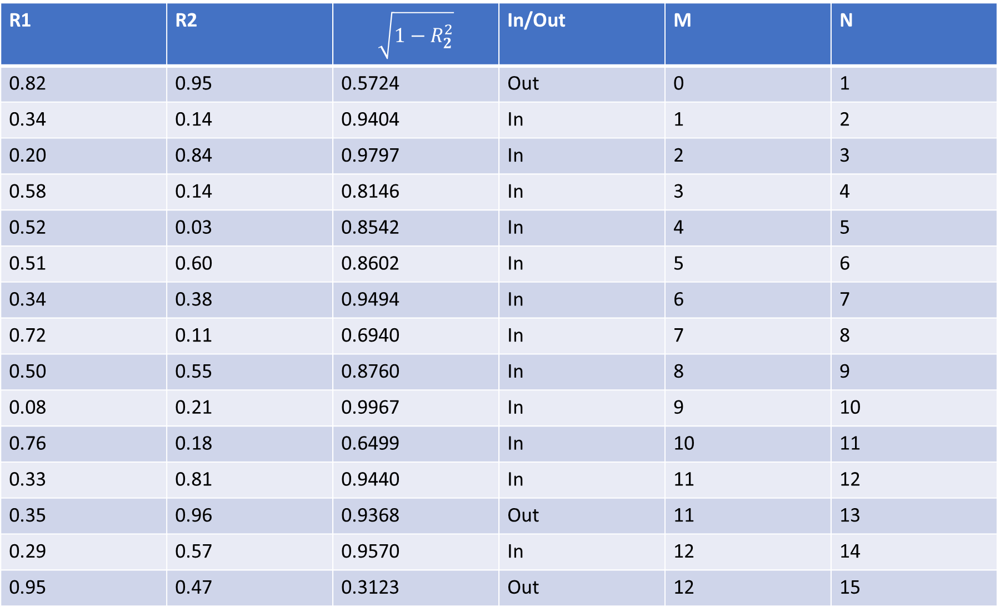 R1 R2 √(1 − R₂²) In/Out M N
0.82 0.95 0.5724 Out 0 1
0.34 0.14 0.9404 In 1 2
0.20 0.84 0.9797 In 2 3
0.58 0.14 0.8146 In 3 4
0.52 0.03 0.8542 In 4 5
0.51 0.60 0.8602 In 5 6
0.34 0.38 0.9494 In 6 7
0.72 0.11 0.6940 In 7 8
0.50 0.55 0.8760 In 8 9
0.08 0.21 0.9967 In 9 10
0.76 0.18 0.6499 In 10 11
0.33 0.81 0.9440 In 11 12
0.35 0.96 0.9368 Out 11 13
0.29 0.57 0.9570 In 12 14
0.95 0.47 0.3123 Out 12 15